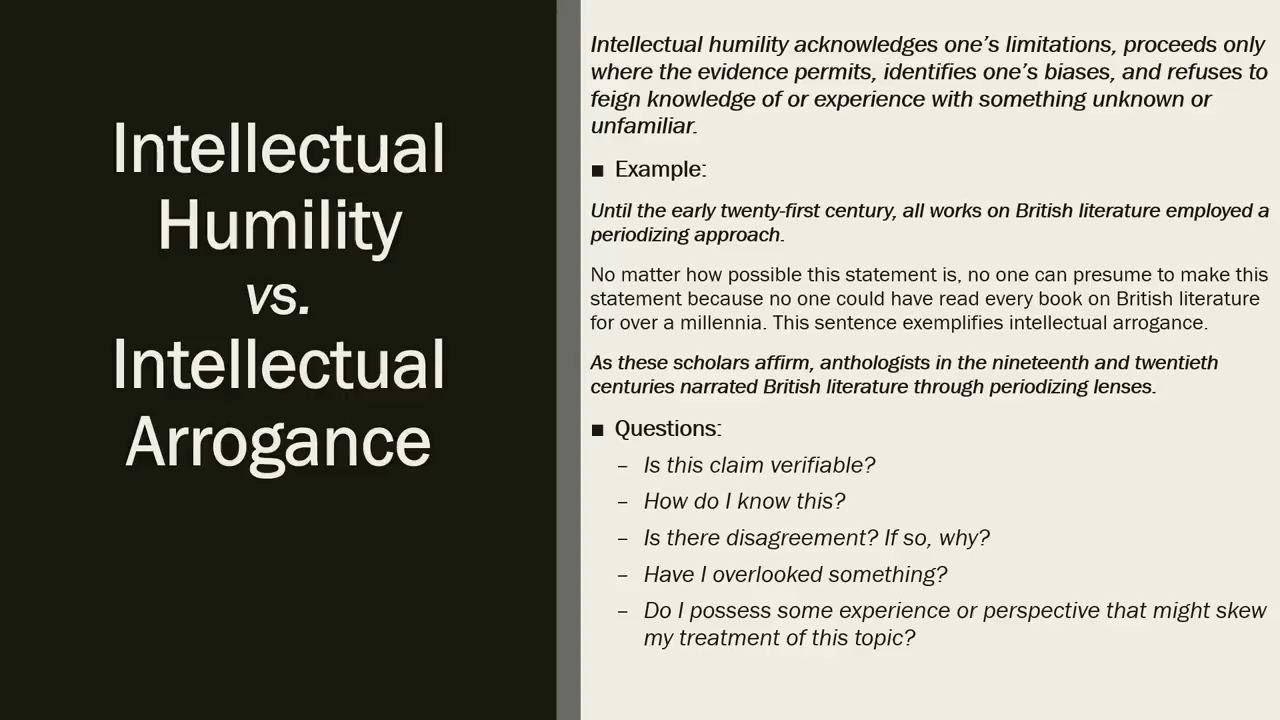 Intellectual
Humility
vs.
Intellectual
Arrogance
Intellectual humility acknowledges one’s limitations, proceeds only
where the evidence permits, identifies one’s biases, and refuses to
feign knowledge of or experience with something unknown or
unfamiliar.
■ Example:
Until the early twenty-first century, all works on British literature employed a
periodizing approach.
No matter how possible this statement is, no one can presume to make this
statement because no one could have read every book on British literature
for over a millennia. This sentence exemplifies intellectual arrogance.
As these scholars affirm, anthologists in the nineteenth and twentieth
centuries narrated British literature through periodizing lenses.
■ Questions:
– Is this claim verifiable?
– How do I know this?
– Is there disagreement? If so, why?
– Have I overlooked something?
– Do I possess some experience or perspective that might skew
my treatment of this topic?